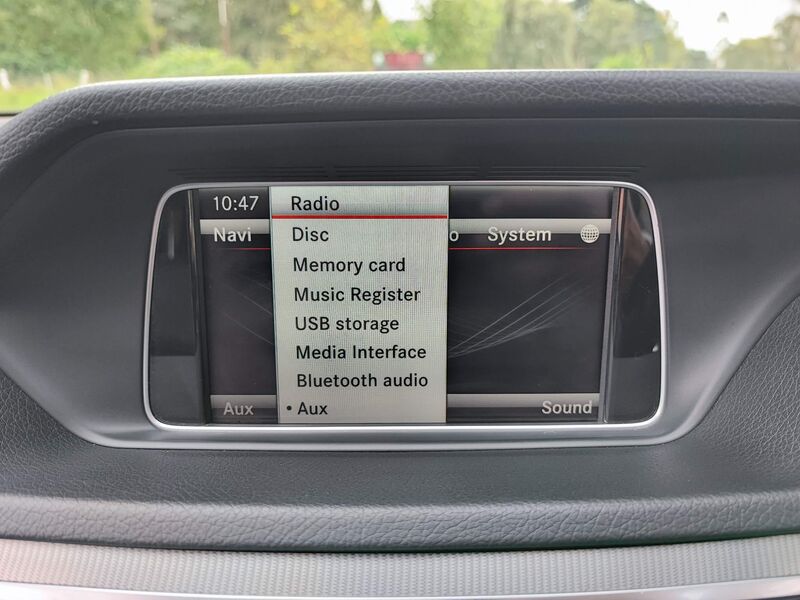 10:47
Radio
Navi
o System
Disc
Memory card
Music Register
USB storage
Media Interface
Bluetooth audio
• Aux
Aux
Sound